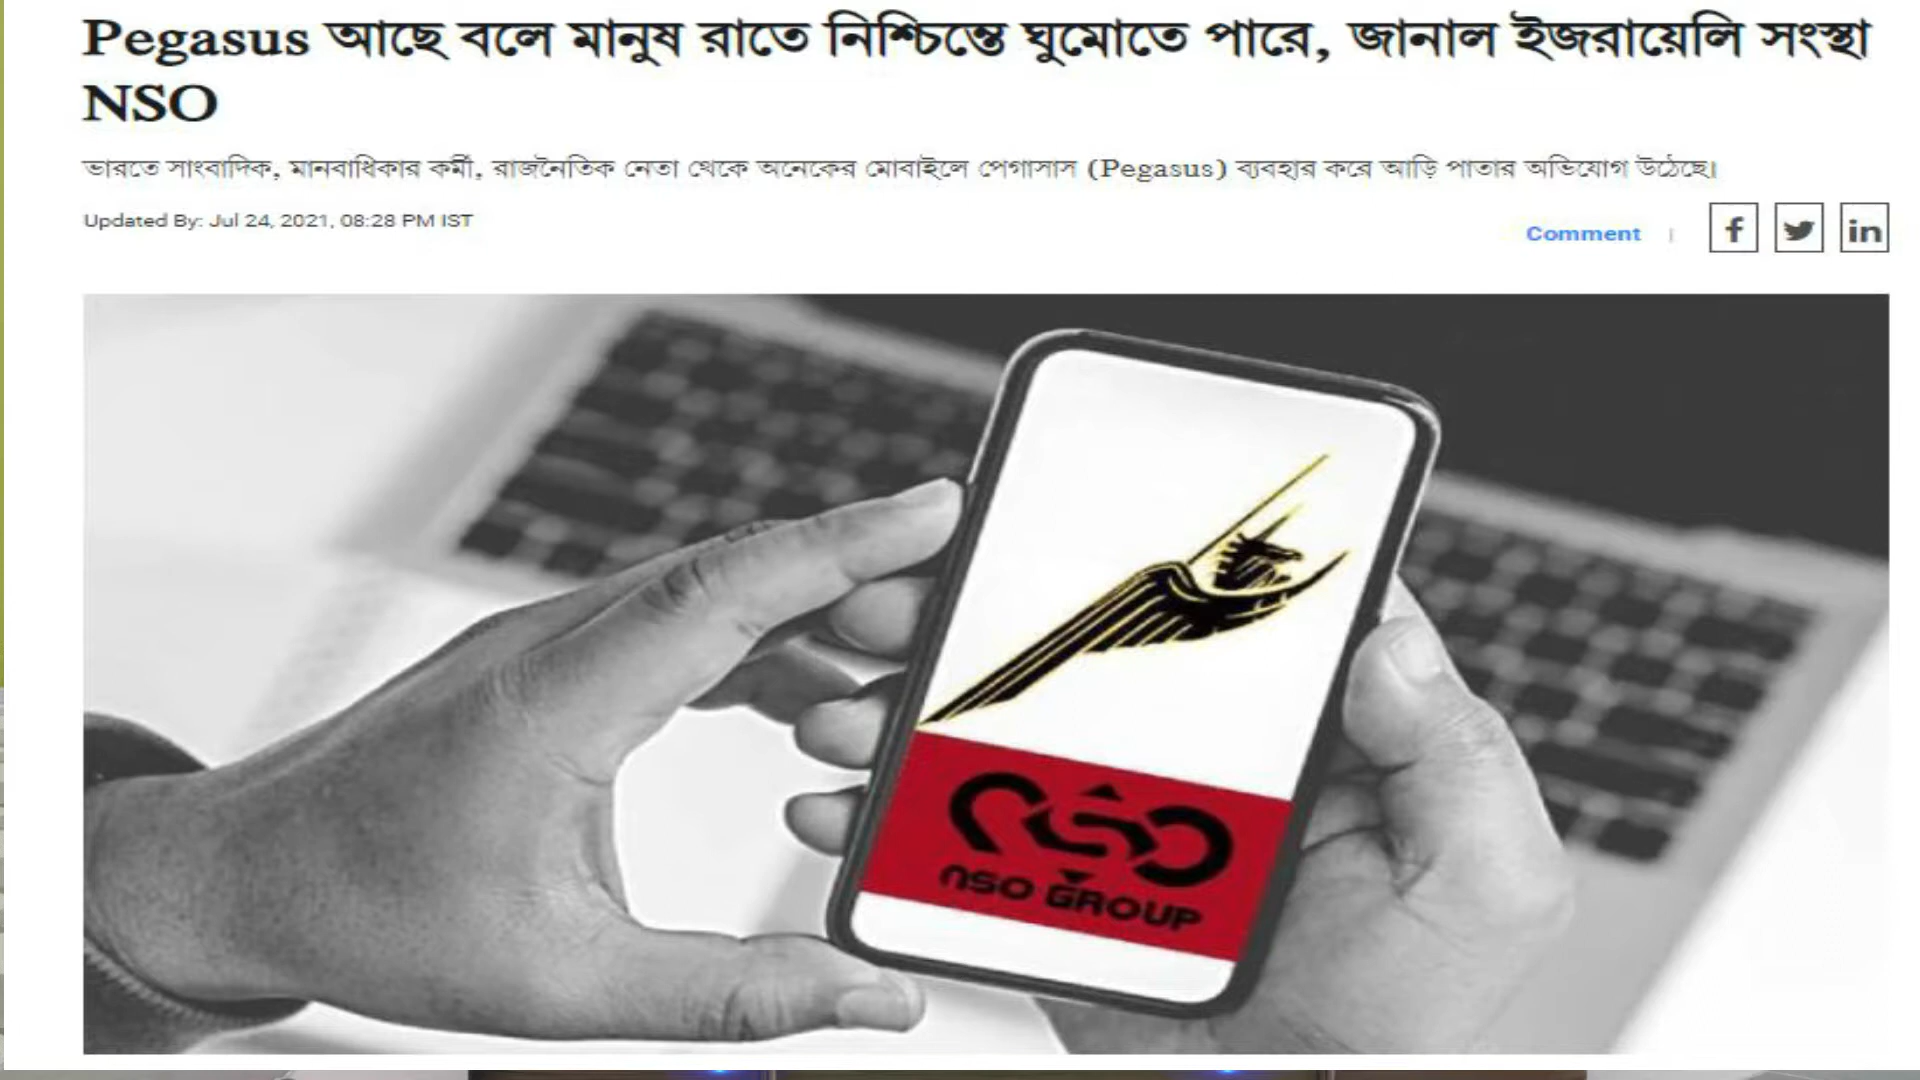 Pegasus আছে বলে মানুষ রাতে নিশ্চিন্তে ঘুমোতে পারে, জানাল ইজরায়েলি সংস্থা
NSO
ভারতে সাংবাদিক, মানবাধিকার কর্মী, রাজনৈতিক নেতা থেকে অনেকের মোবাইলে পেগাসাস (Pegasus) ব্যবহার করে আড়ি পাতার অভিযোগ উঠেছে।
Updated By: Jul 24, 2021, 08:28 PM IST
Comment |
f
in
NSO
NSO GROUP